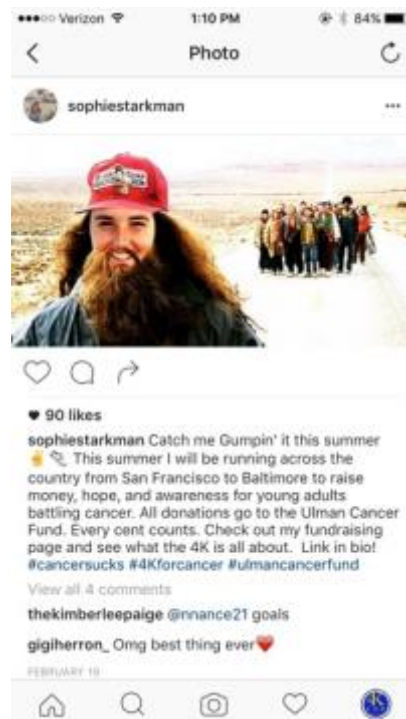 Verizon 1:10 PM 84%
Photo
sophiestarkman
90 likes
sophiestarkman Catch me Gumpin' it this summer
✌️ This summer I will be running across the
country from San Francisco to Baltimore to raise
money, hope, and awareness for young adults
battling cancer. All donations go to the Ulman Cancer
Fund. Every cent counts. Check out my fundraising
page and see what the 4K is all about. Link in bio!
#cancersucks #4Kforcancer #ulmancancerfund
View all 4 comments
thekimberleepaige @nnance21 goals
gigiherron_ Omg best thing ever❤️
FEBRUARY 19